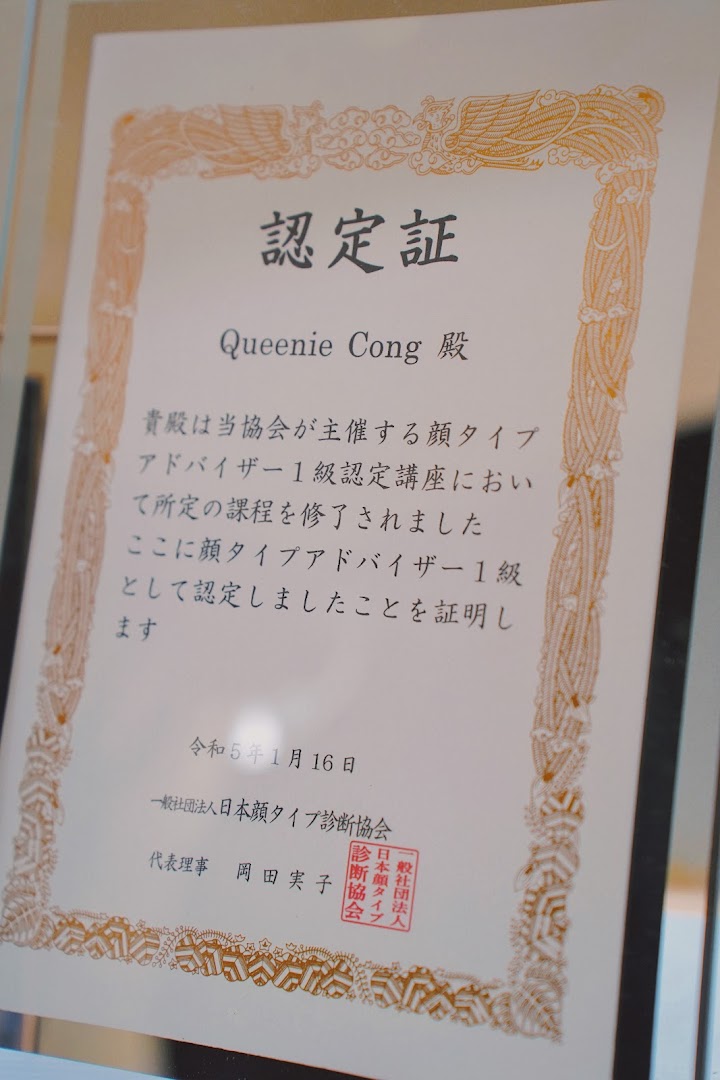 認定証
Queenie Cong 殿
貴殿は当協会が主催する顔タイプ
アドバイザー1級認定講座におい
て所定の課程を修了されました
ここに顔タイプアドバイザー1級
として認定しましたことを証明し
ます
令和5年1月16日
一般社団法人日本顔タイプ診断協会
代表理事 岡田実子
一般社団法人
日本顔タイプ
診断協会